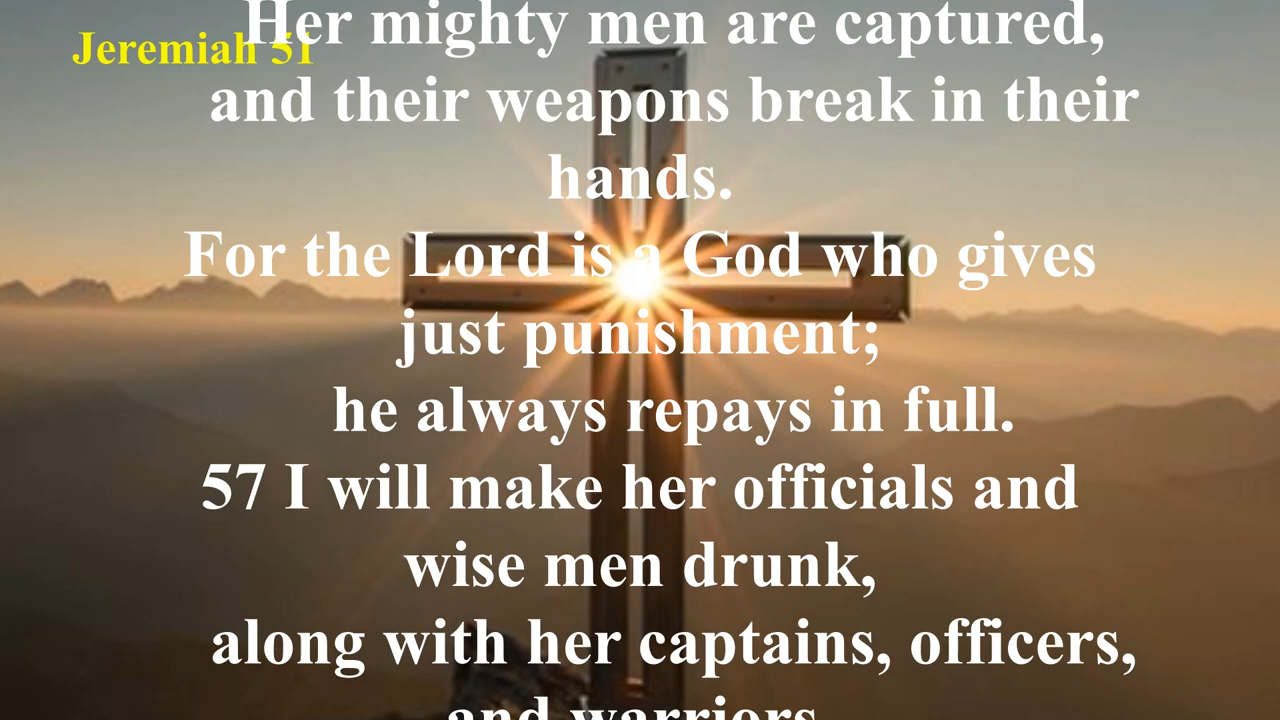 Jeremiah 51
Her mighty men are captured,
and their weapons break in their
hands.
For the Lord is a God who gives
just punishment;
he always repays in full.
57 I will make her officials and
wise men drunk,
along with her captains, officers,
and warriors